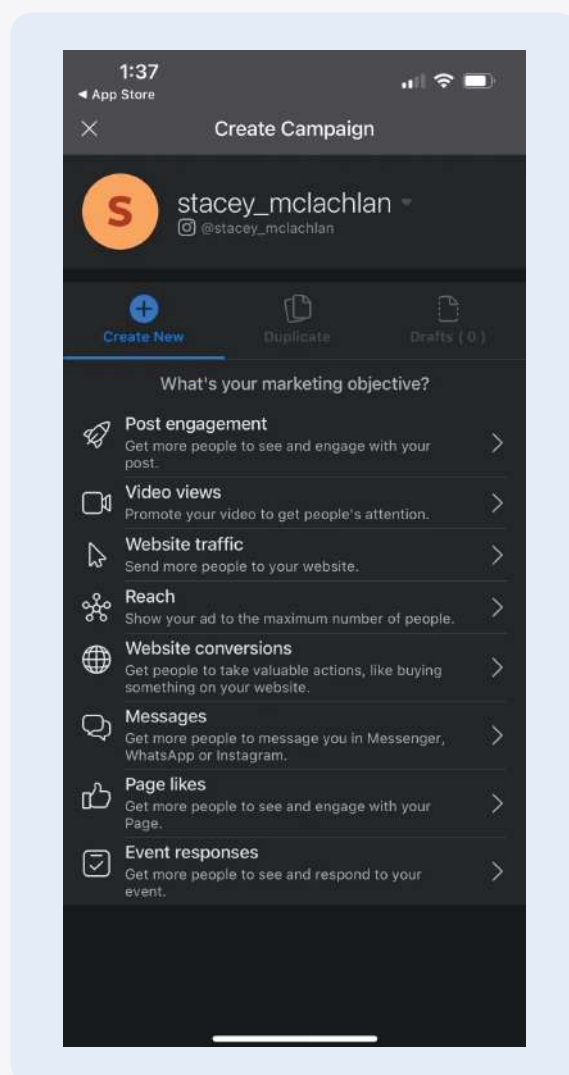 1:37
◀ App Store
Create Campaign
S
stacey_mclachlan
@stacey_mclachlan
Create New
Duplicate
Drafts ( 0 )
What's your marketing objective?
Post engagement
Get more people to see and engage with your
post.
Video views
Promote your video to get people's attention.
Website traffic
Send more people to your website.
Reach
Show your ad to the maximum number of people.
Website conversions
Get people to take valuable actions, like buying
something on your website.
Messages
Get more people to message you in Messenger,
WhatsApp or Instagram.
Page likes
Get more people to see and engage with your
Page.
Event responses
Get more people to see and respond to your
event.